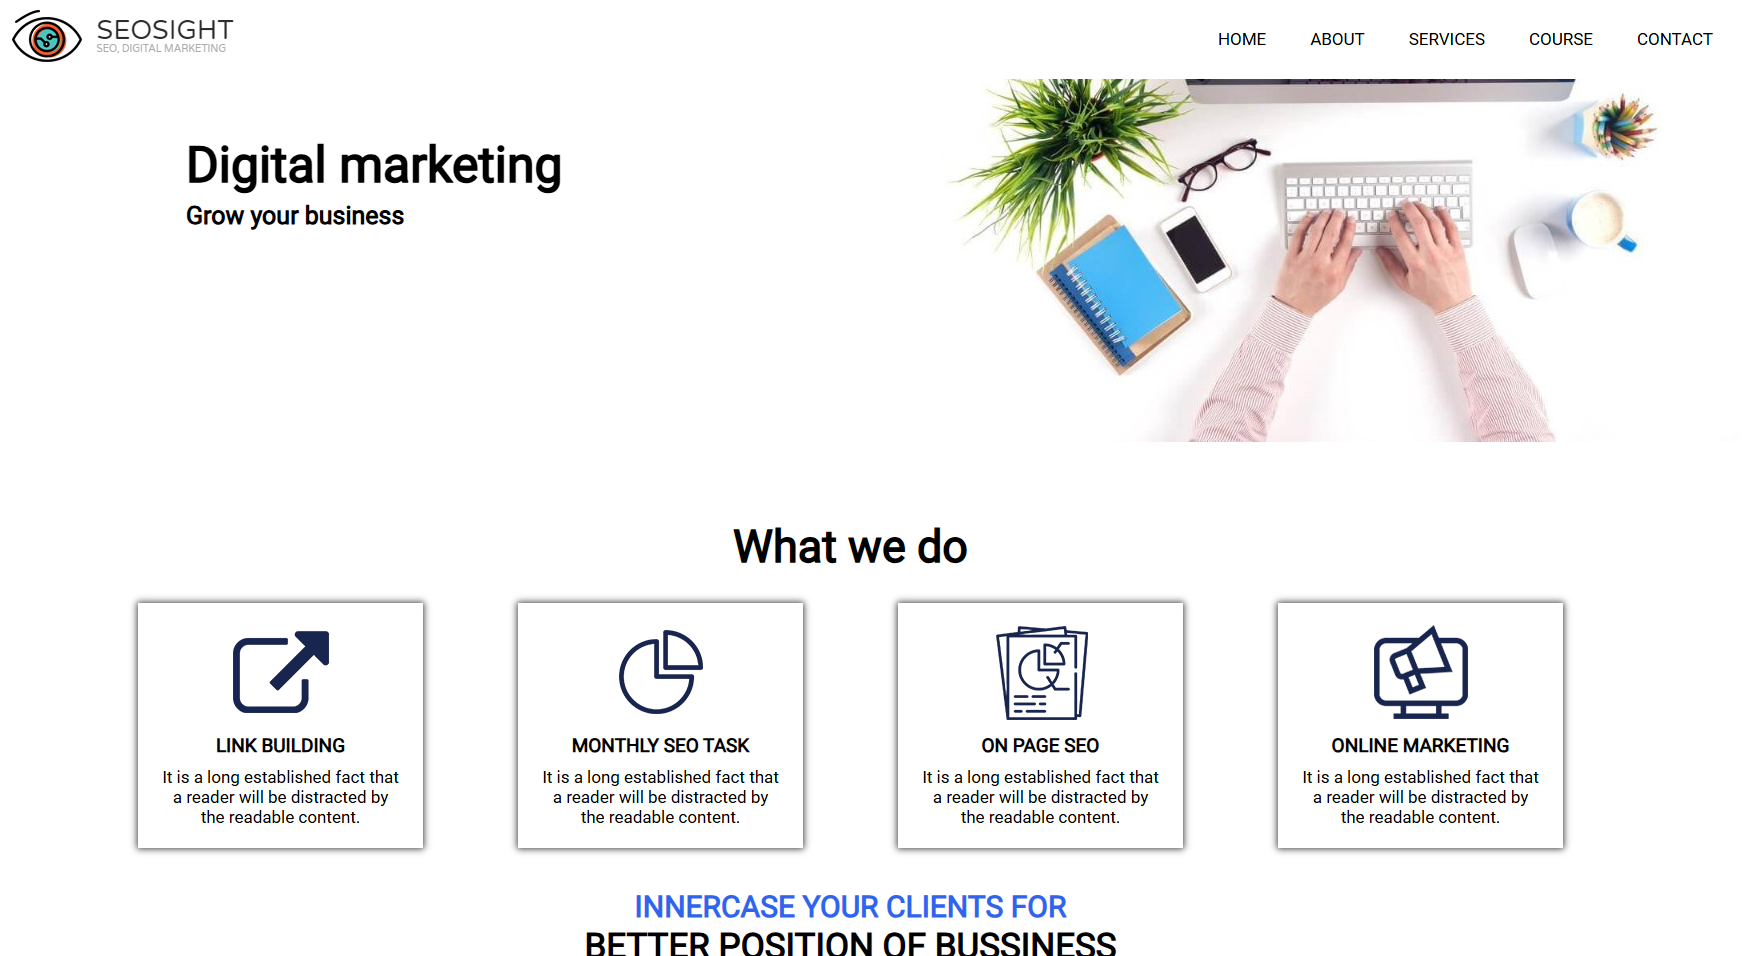 SEOSIGHT
SEO, DIGITAL MARKETING
HOME ABOUT SERVICES COURSE CONTACT
Digital marketing
Grow your business
What we do
LINK BUILDING
It is a long established fact that
a reader will be distracted by
the readable content.
MONTHLY SEO TASK
It is a long established fact that
a reader will be distracted by
the readable content.
ON PAGE SEO
It is a long established fact that
a reader will be distracted by
the readable content.
ONLINE MARKETING
It is a long established fact that
a reader will be distracted by
the readable content.
INNERCASE YOUR CLIENTS FOR
BETTER POSITION OF BUSSINESS